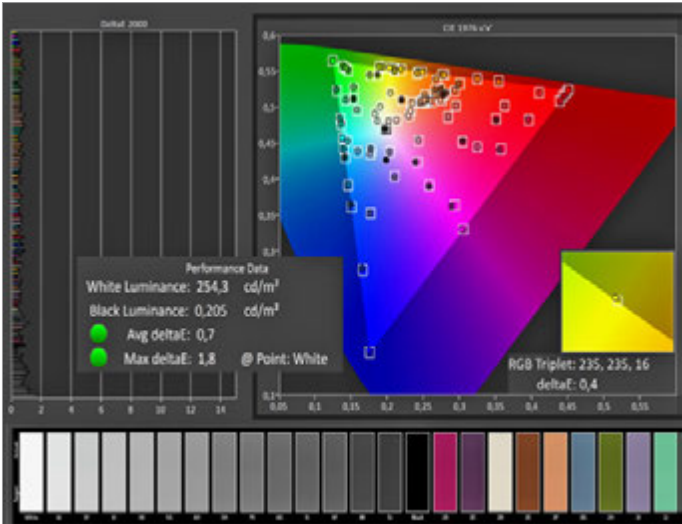 DeltaE 2000
CIE 1976 u'v'
0,6
0,55
0,5
0,45
0,4
0,35
0,3
0,1
0,05 0,1 0,15 0,2 0,25 0,3 0,35 0,4 0,45 0,5 0,55
0 2 4 6 8 10 12 14
Performance Data
White Luminance: 254,3 cd/m²
Black Luminance: 0,205 cd/m²
Avg deltaE: 0,7
Max deltaE: 1,8 @ Point: White
RGB Triplet: 235, 235, 16
deltaE: 0,4